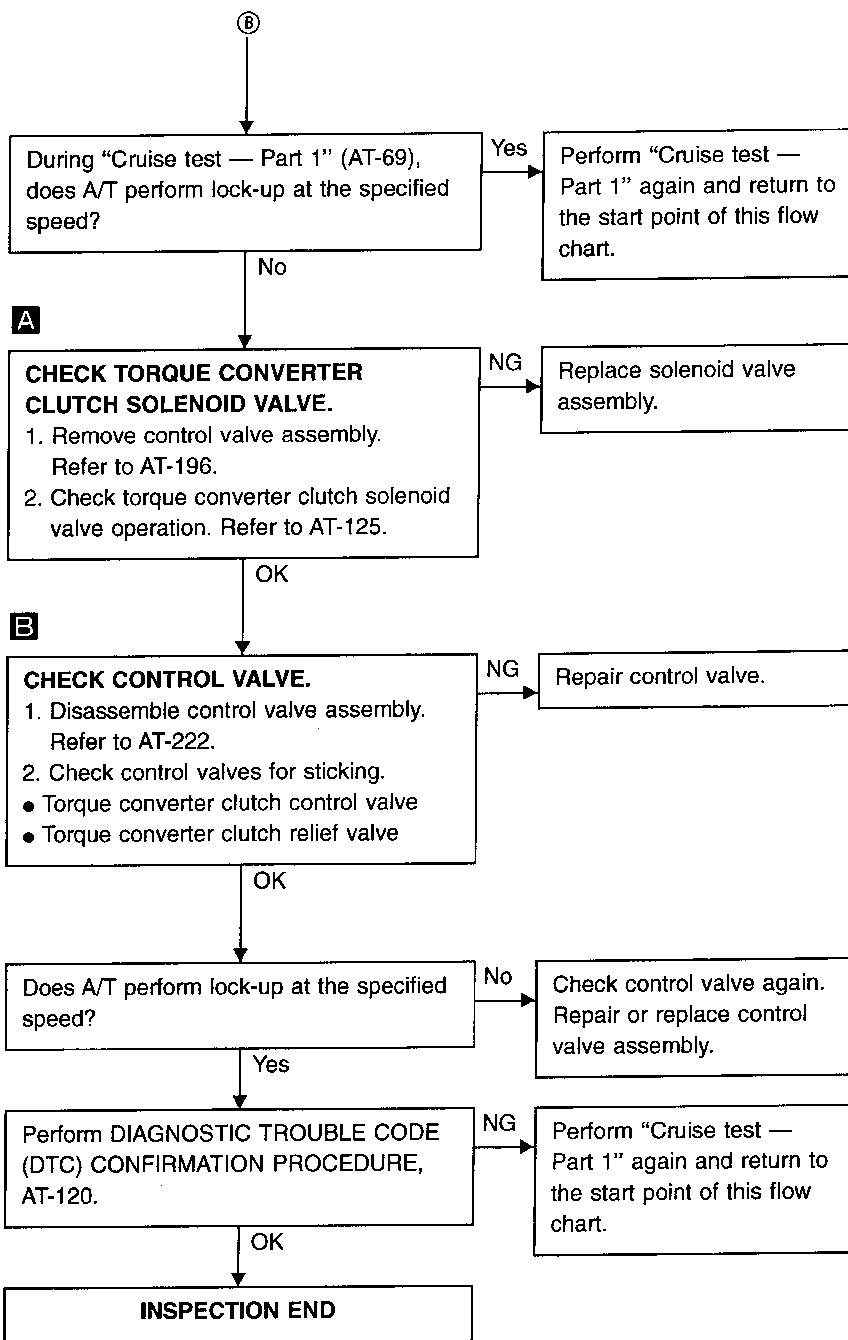 B
During “Cruise test — Part 1” (AT-69),
does A/T perform lock-up at the specified
speed?
Yes
Perform “Cruise test —
Part 1” again and return to
the start point of this flow
chart.
No
A
CHECK TORQUE CONVERTER
CLUTCH SOLENOID VALVE.
1. Remove control valve assembly.
Refer to AT-196.
2. Check torque converter clutch solenoid
valve operation. Refer to AT-125.
NG
Replace solenoid valve
assembly.
OK
B
CHECK CONTROL VALVE.
1. Disassemble control valve assembly.
Refer to AT-222.
2. Check control valves for sticking.
● Torque converter clutch control valve
● Torque converter clutch relief valve
NG
Repair control valve.
OK
Does A/T perform lock-up at the specified
speed?
No
Check control valve again.
Repair or replace control
valve assembly.
Yes
Perform DIAGNOSTIC TROUBLE CODE
(DTC) CONFIRMATION PROCEDURE,
AT-120.
NG
Perform “Cruise test —
Part 1” again and return to
the start point of this flow
chart.
OK
INSPECTION END